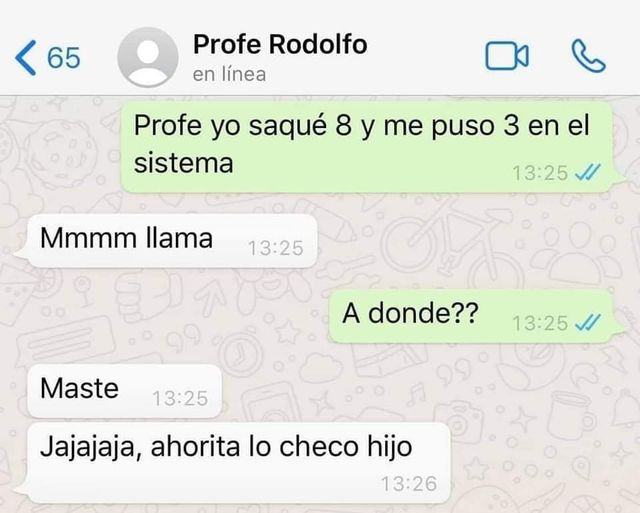 65
Profe Rodolfo
en línea
Profe yo saqué 8 y me puso 3 en el
sistema
13:25
Mmmm llama
13:25
A donde??
13:25
Maste
13:25
Jajajaja, ahorita lo checo hijo
13:26